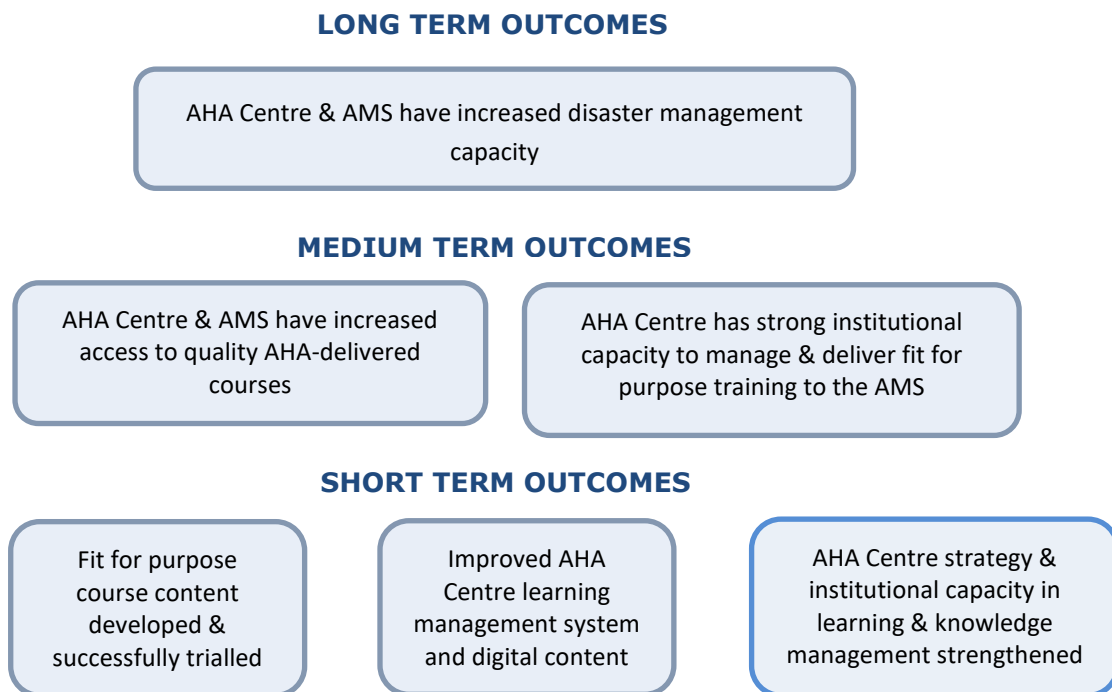 LONG TERM OUTCOMES
AHA Centre & AMS have increased disaster management
capacity
MEDIUM TERM OUTCOMES
AHA Centre & AMS have increased
access to quality AHA-delivered
courses
AHA Centre has strong institutional
capacity to manage & deliver fit for
purpose training to the AMS
SHORT TERM OUTCOMES
Fit for purpose
course content
developed &
successfully trialled
Improved AHA
Centre learning
management system
and digital content
AHA Centre strategy &
institutional capacity in
learning & knowledge
management strengthened